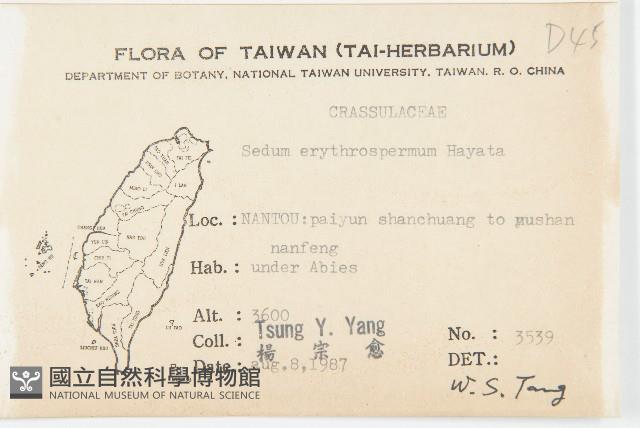 D45
FLORA OF TAIWAN (TAI-HERBARIUM)
DEPARTMENT OF BOTANY, NATIONAL TAIWAN UNIVERSITY, TAIWAN. R. O. CHINA
CRASSULACEAE
Sedum erythrospermum Hayata
Loc. : NANTOU:paiyun shanchuang to yushan
nanfeng
Hab. : under Abies
Alt. : 3600
Coll. : Tsung Y. Yang
楊 宗 愈
No. : 3539
Date : aug.8,1987
DET.:
W. S. Tang
國立自然科學博物館
NATIONAL MUSEUM OF NATURAL SCIENCE